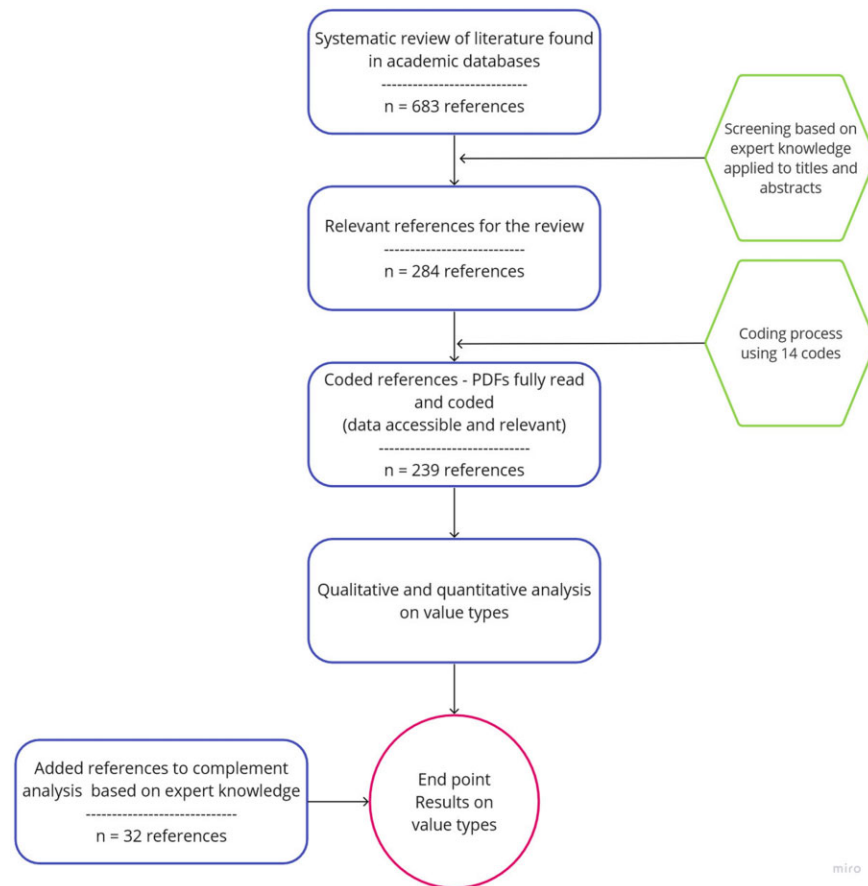 Systematic review of literature found
in academic databases
----------------------------
n = 683 references
Screening based on
expert knowledge
applied to titles and
abstracts
Relevant references for the review
---------------------------
n = 284 references
Coding process
using 14 codes
Coded references - PDFs fully read
and coded
(data accessible and relevant)
-----------------------------
n = 239 references
Qualitative and quantitative analysis
on value types
Added references to complement
analysis based on expert knowledge
-----------------------------
n = 32 references
End point
Results on
value types
miro